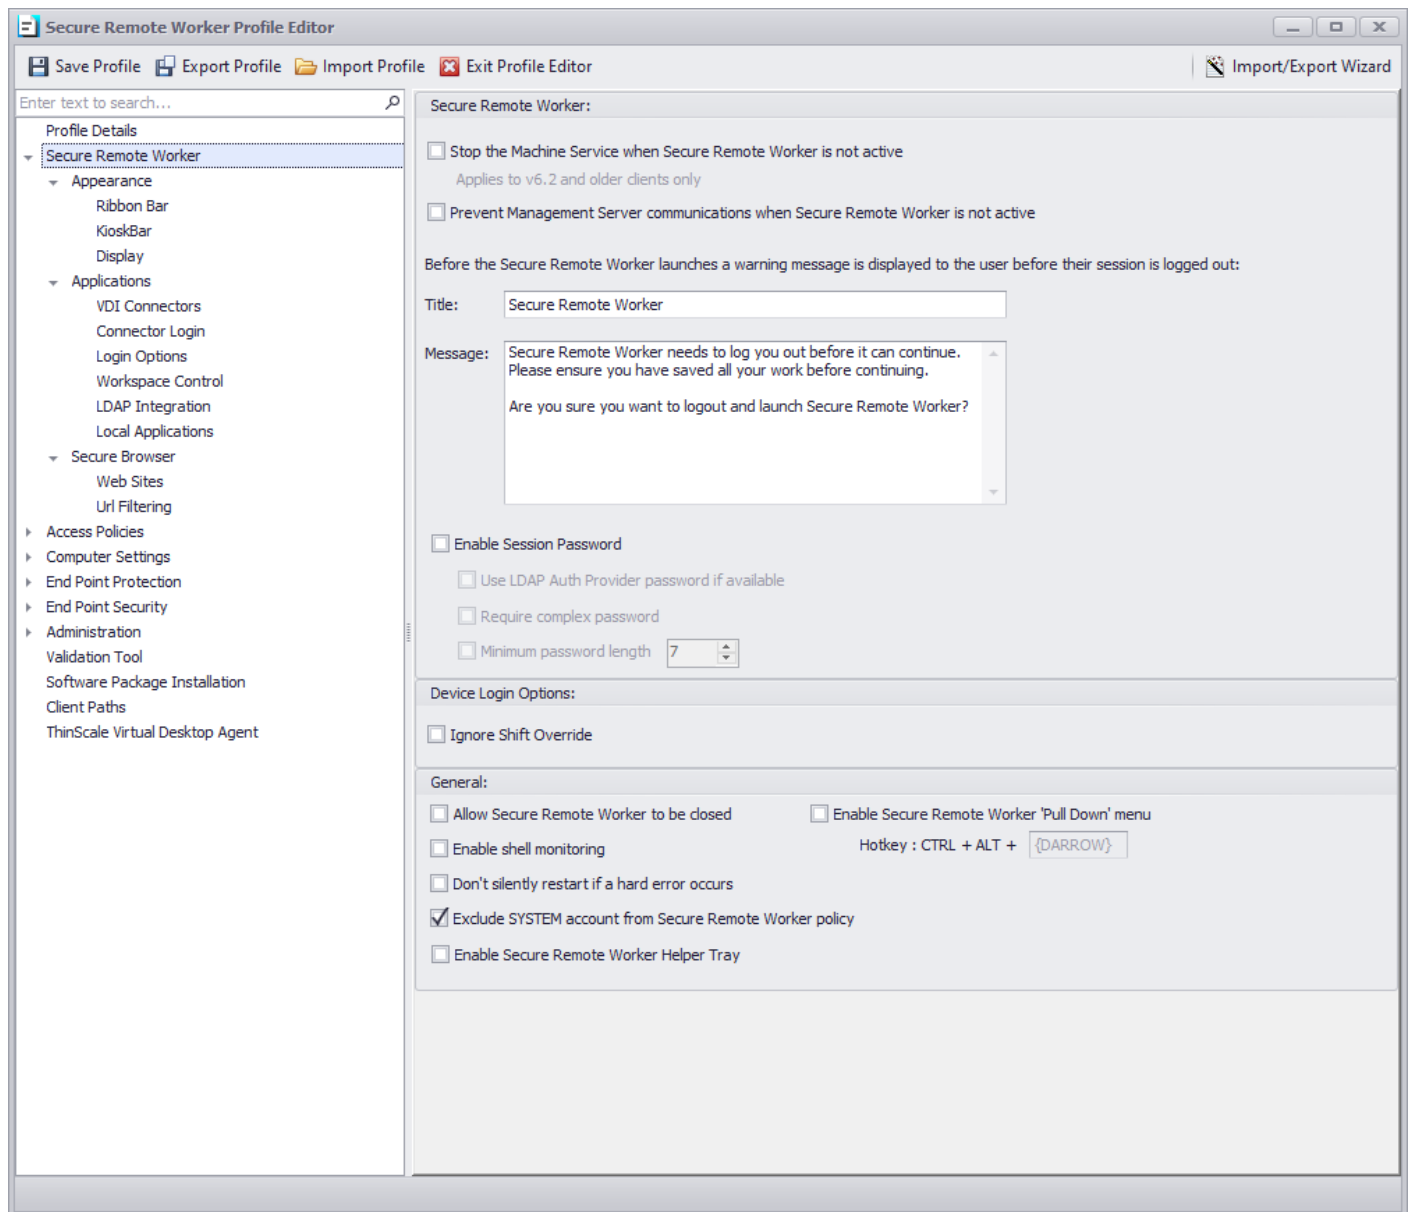 Secure Remote Worker Profile Editor
Save Profile Export Profile Import Profile Exit Profile Editor Import/Export Wizard
Enter text to search...
Profile Details
Secure Remote Worker
Appearance
Ribbon Bar
KioskBar
Display
Applications
VDI Connectors
Connector Login
Login Options
Workspace Control
LDAP Integration
Local Applications
Secure Browser
Web Sites
Url Filtering
Access Policies
Computer Settings
End Point Protection
End Point Security
Administration
Validation Tool
Software Package Installation
Client Paths
ThinScale Virtual Desktop Agent
Secure Remote Worker:
Stop the Machine Service when Secure Remote Worker is not active
Applies to v6.2 and older clients only
Prevent Management Server communications when Secure Remote Worker is not active
Before the Secure Remote Worker launches a warning message is displayed to the user before their session is logged out:
Title: Secure Remote Worker
Message: Secure Remote Worker needs to log you out before it can continue.
Please ensure you have saved all your work before continuing.
Are you sure you want to logout and launch Secure Remote Worker?
Enable Session Password
Use LDAP Auth Provider password if available
Require complex password
Minimum password length 7
Device Login Options:
Ignore Shift Override
General:
Allow Secure Remote Worker to be closed Enable Secure Remote Worker 'Pull Down' menu
Enable shell monitoring Hotkey : CTRL + ALT + {DARROW}
Don't silently restart if a hard error occurs
Exclude SYSTEM account from Secure Remote Worker policy
Enable Secure Remote Worker Helper Tray